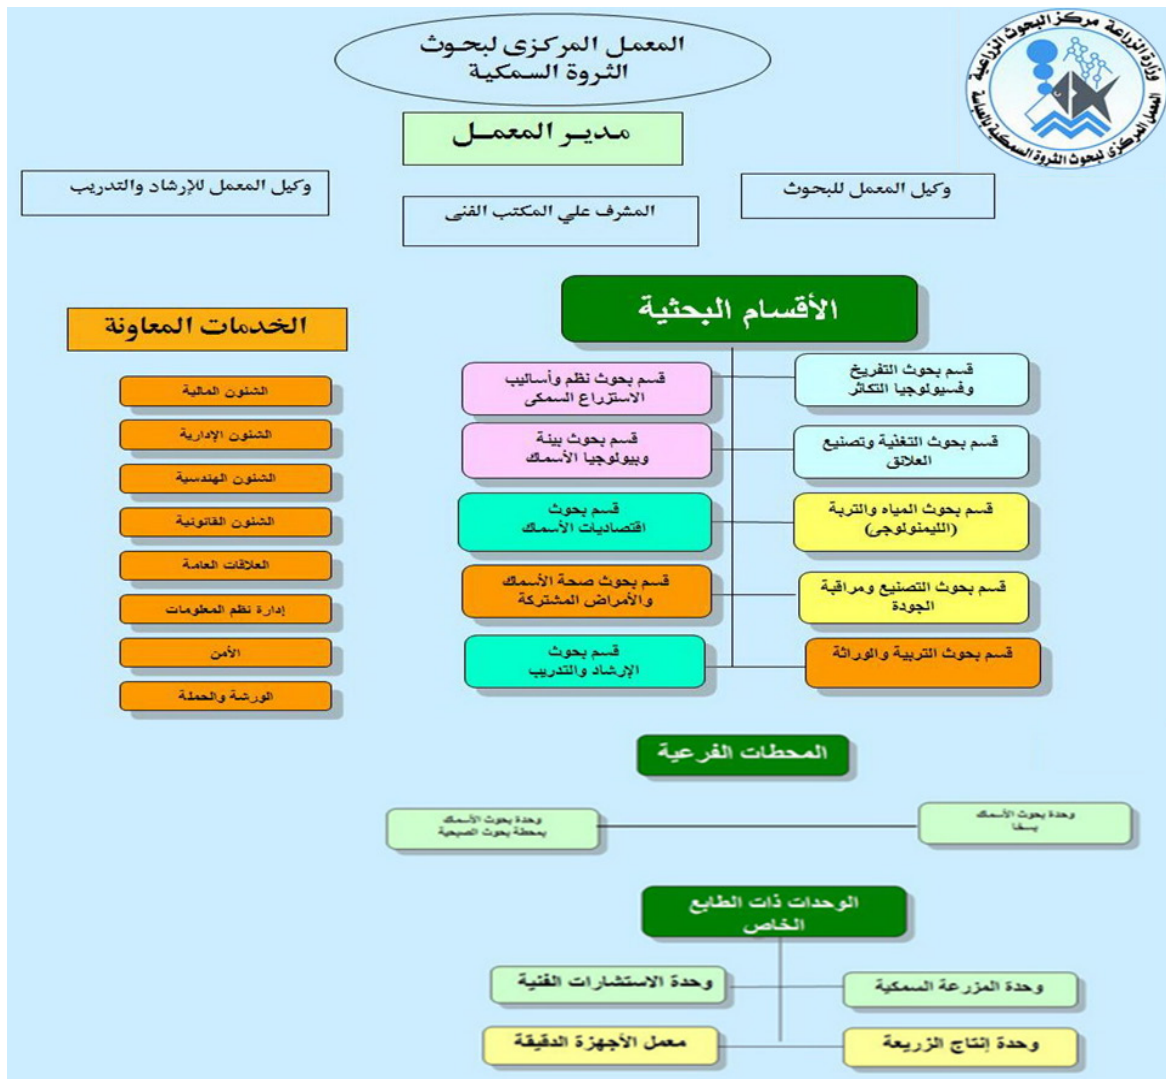 المعمل المركزى لبحوث
الثروة السمكية
وزارة الزراعة مركز البحوث الزراعية
المعمل المركزى لبحوث الثروة السمكية بالعباسة
مدير المعمل
وكيل المعمل للبحوث
المشرف علي المكتب الفنى
وكيل المعمل للإرشاد والتدريب
الأقسام البحثية
قسم بحوث التفريخ
وفسيولوجيا التكاثر
قسم بحوث نظم وأساليب
الاستزراع السمكى
قسم بحوث التغذية وتصنيع
العلائق
قسم بحوث بيئة
وبيولوجيا الأسماك
قسم بحوث المياه والتربة
(الليمنولوجى)
قسم بحوث
اقتصاديات الأسماك
قسم بحوث التصنيع ومراقبة
الجودة
قسم بحوث صحة الأسماك
والأمراض المشتركة
قسم بحوث التربية والوراثة
قسم بحوث
الإرشاد والتدريب
الخدمات المعاونة
الشئون المالية
الشئون الإدارية
الشئون الهندسية
الشئون القانونية
العلاقات العامة
إدارة نظم المعلومات
الأمن
الورشة والحملة
المحطات الفرعية
وحدة بحوث الأسماك
بسخا
وحدة بحوث الأسماك
بمحطة بحوث الصبحية
الوحدات ذات الطابع
الخاص
وحدة المزرعة السمكية
وحدة الاستشارات الفنية
وحدة إنتاج الزريعة
معمل الأجهزة الدقيقة